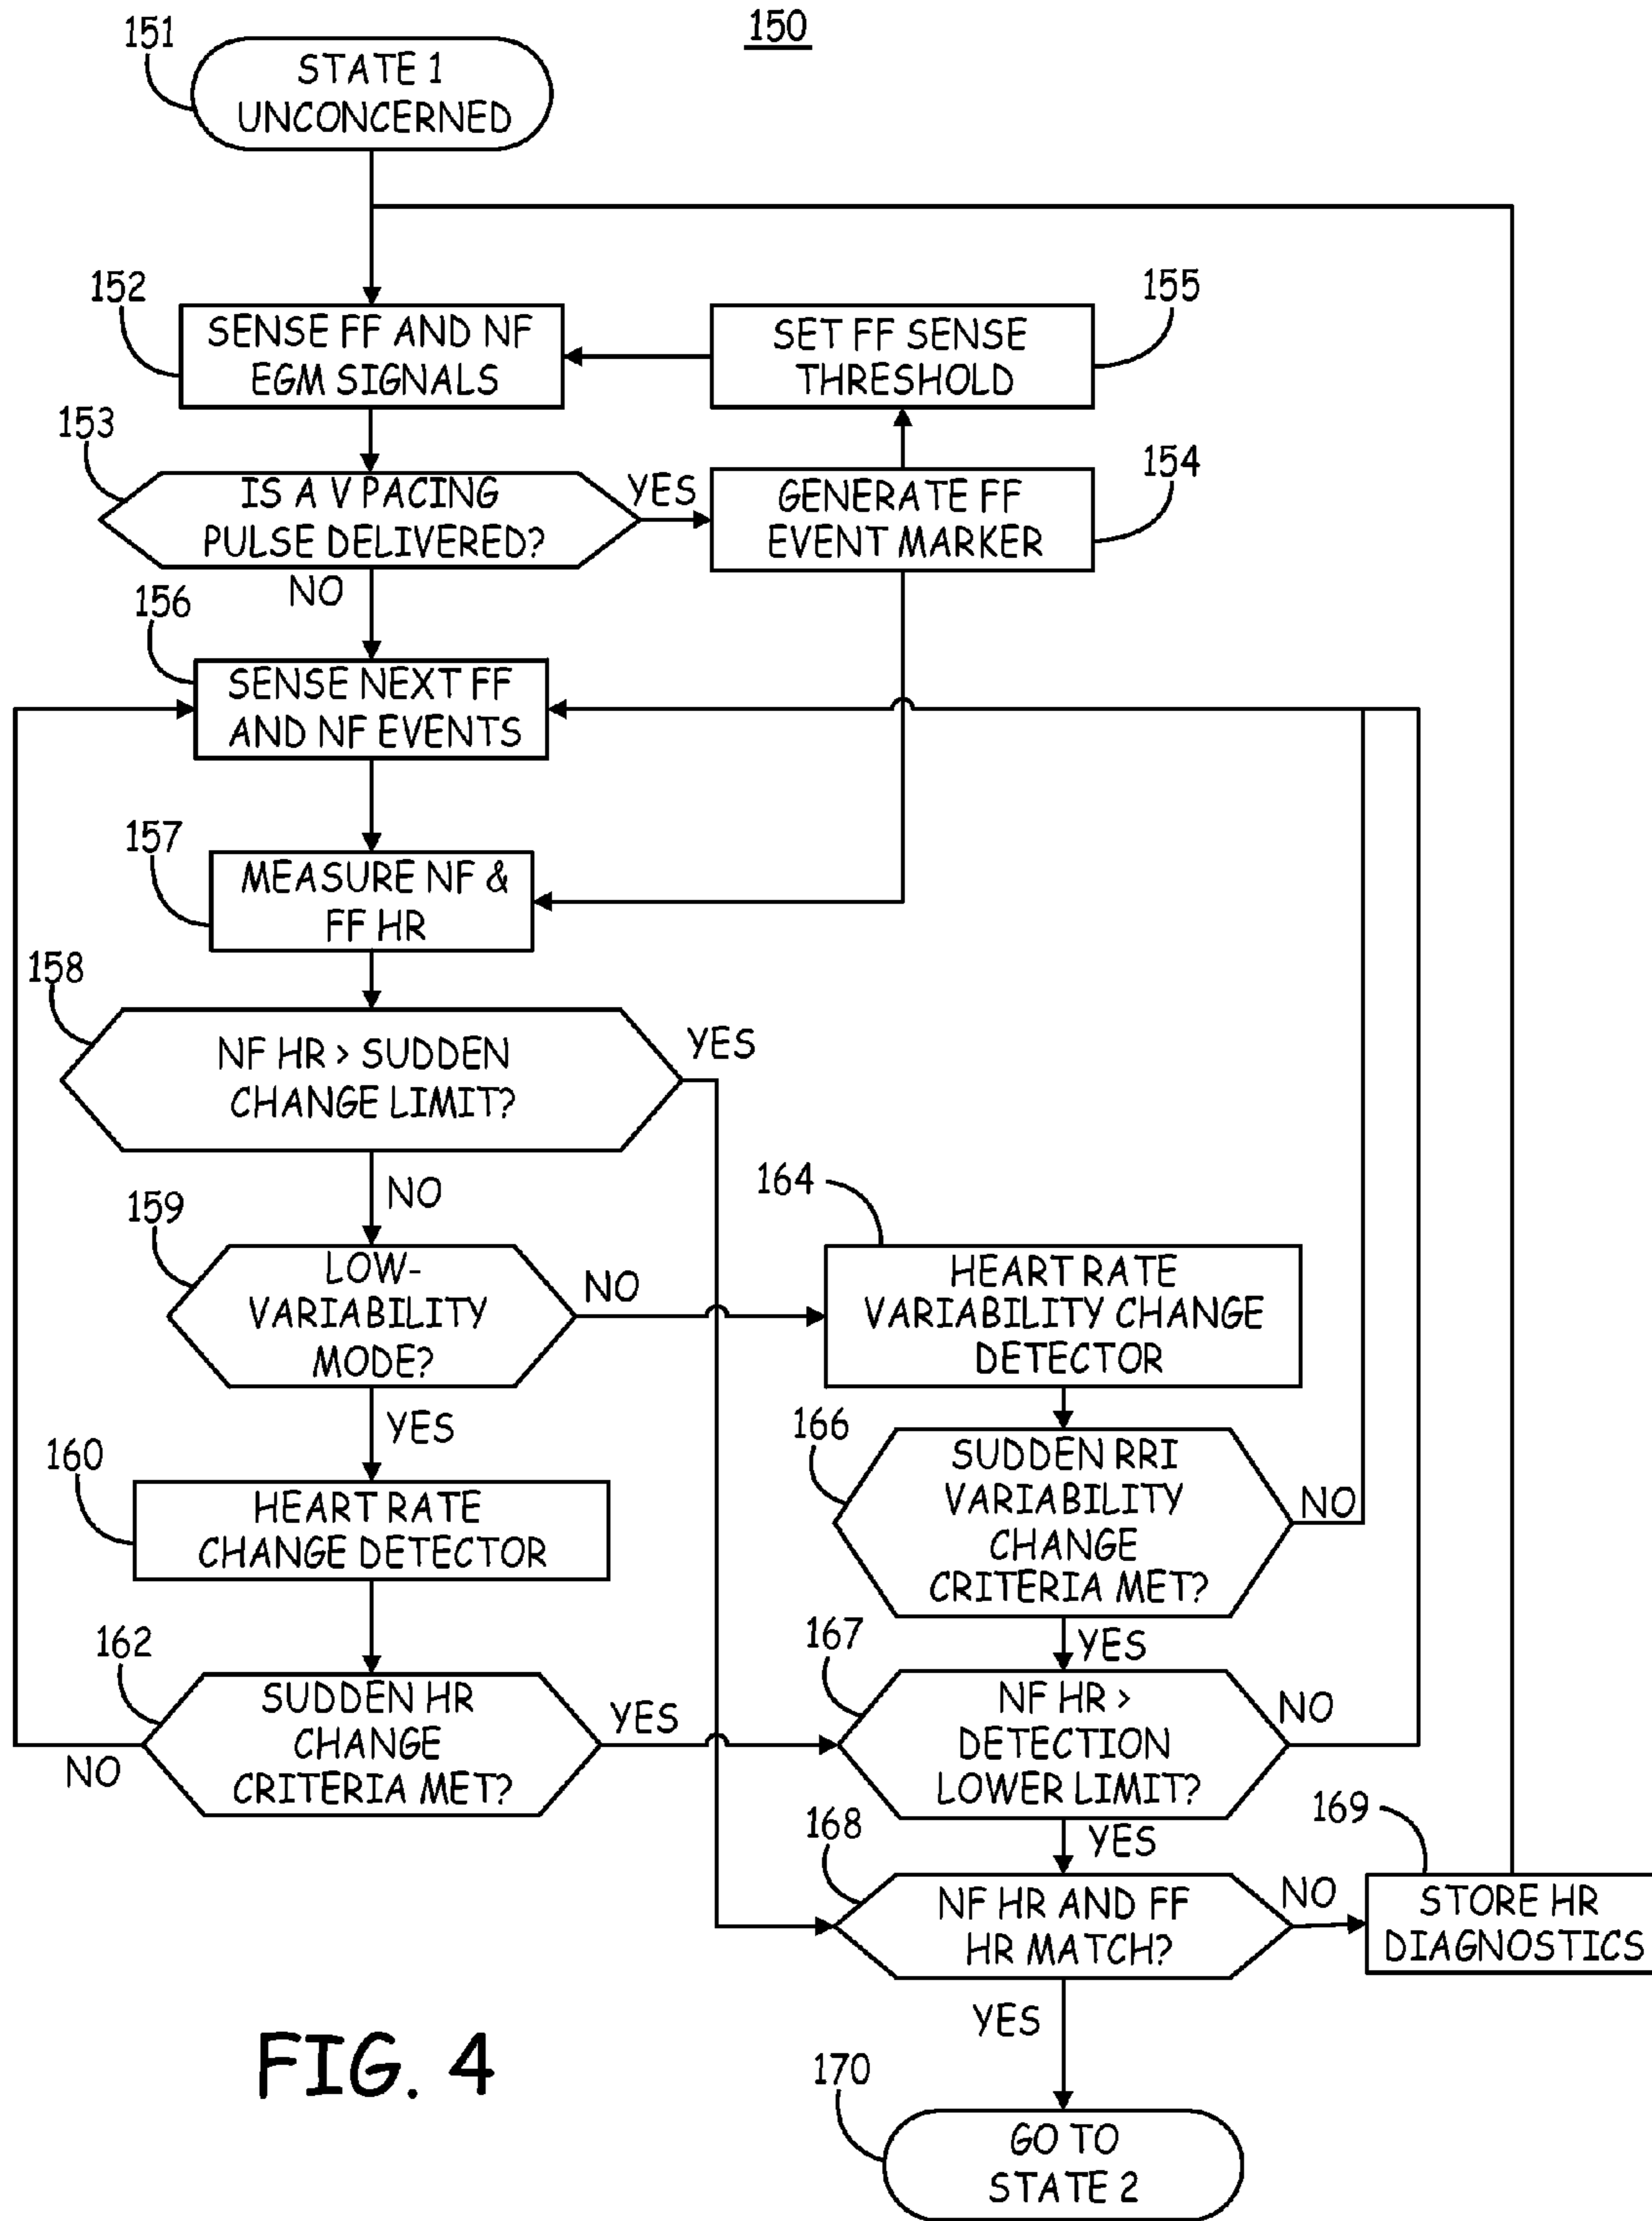 150
151
STATE 1
UNCONCERNED
152
SENSE FF AND NF
EGM SIGNALS
155
SET FF SENSE
THRESHOLD
153
IS A V PACING
PULSE DELIVERED?
YES
NO
154
GENERATE FF
EVENT MARKER
156
SENSE NEXT FF
AND NF EVENTS
157
MEASURE NF &
FF HR
158
NF HR > SUDDEN
CHANGE LIMIT?
YES
NO
159
LOW-
VARIABILITY
MODE?
NO
YES
164
HEART RATE
VARIABILITY CHANGE
DETECTOR
160
HEART RATE
CHANGE DETECTOR
166
SUDDEN RRI
VARIABILITY
CHANGE
CRITERIA MET?
NO
YES
162
SUDDEN HR
CHANGE
CRITERIA MET?
YES
NO
167
NF HR >
DETECTION
LOWER LIMIT?
NO
YES
168
NF HR AND FF
HR MATCH?
NO
YES
169
STORE HR
DIAGNOSTICS
170
GO TO
STATE 2
FIG. 4